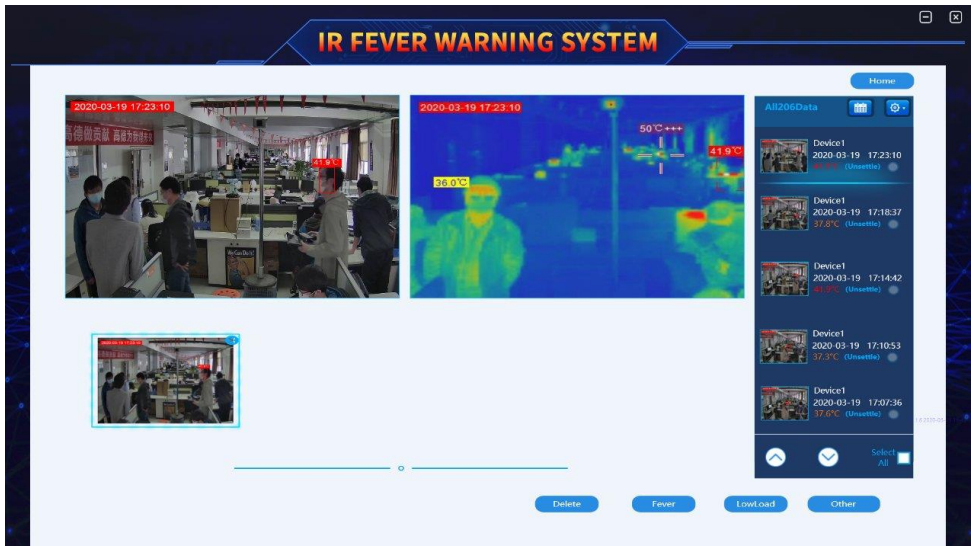 IR FEVER WARNING SYSTEM
Home
2020-03-19 17:23:10
41.9℃
2020-03-19 17:23:10
50℃+++
41.9℃
36.0℃
All206Data
Device1
2020-03-19 17:23:10
(Unsettle)
Device1
2020-03-19 17:18:37
37.8℃ (Unsettle)
Device1
2020-03-19 17:14:42
41.9℃ (Unsettle)
Device1
2020-03-19 17:10:53
37.3℃ (Unsettle)
Device1
2020-03-19 17:07:36
37.6℃ (Unsettle)
Select
All
Delete
Fever
LowLoad
Other